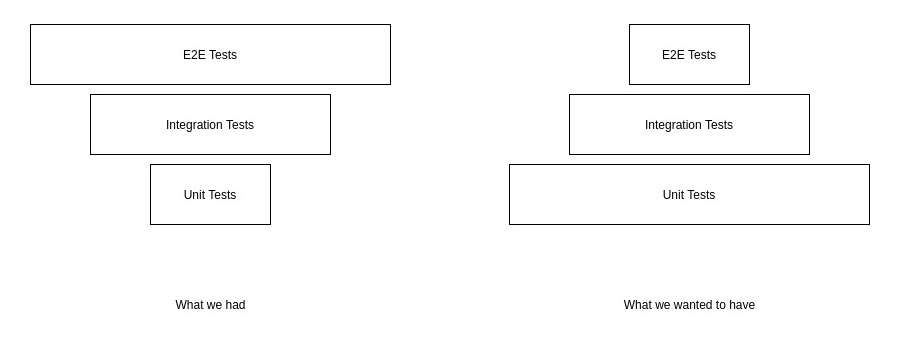 E2E Tests
Integration Tests
Unit Tests
What we had
E2E Tests
Integration Tests
Unit Tests
What we wanted to have